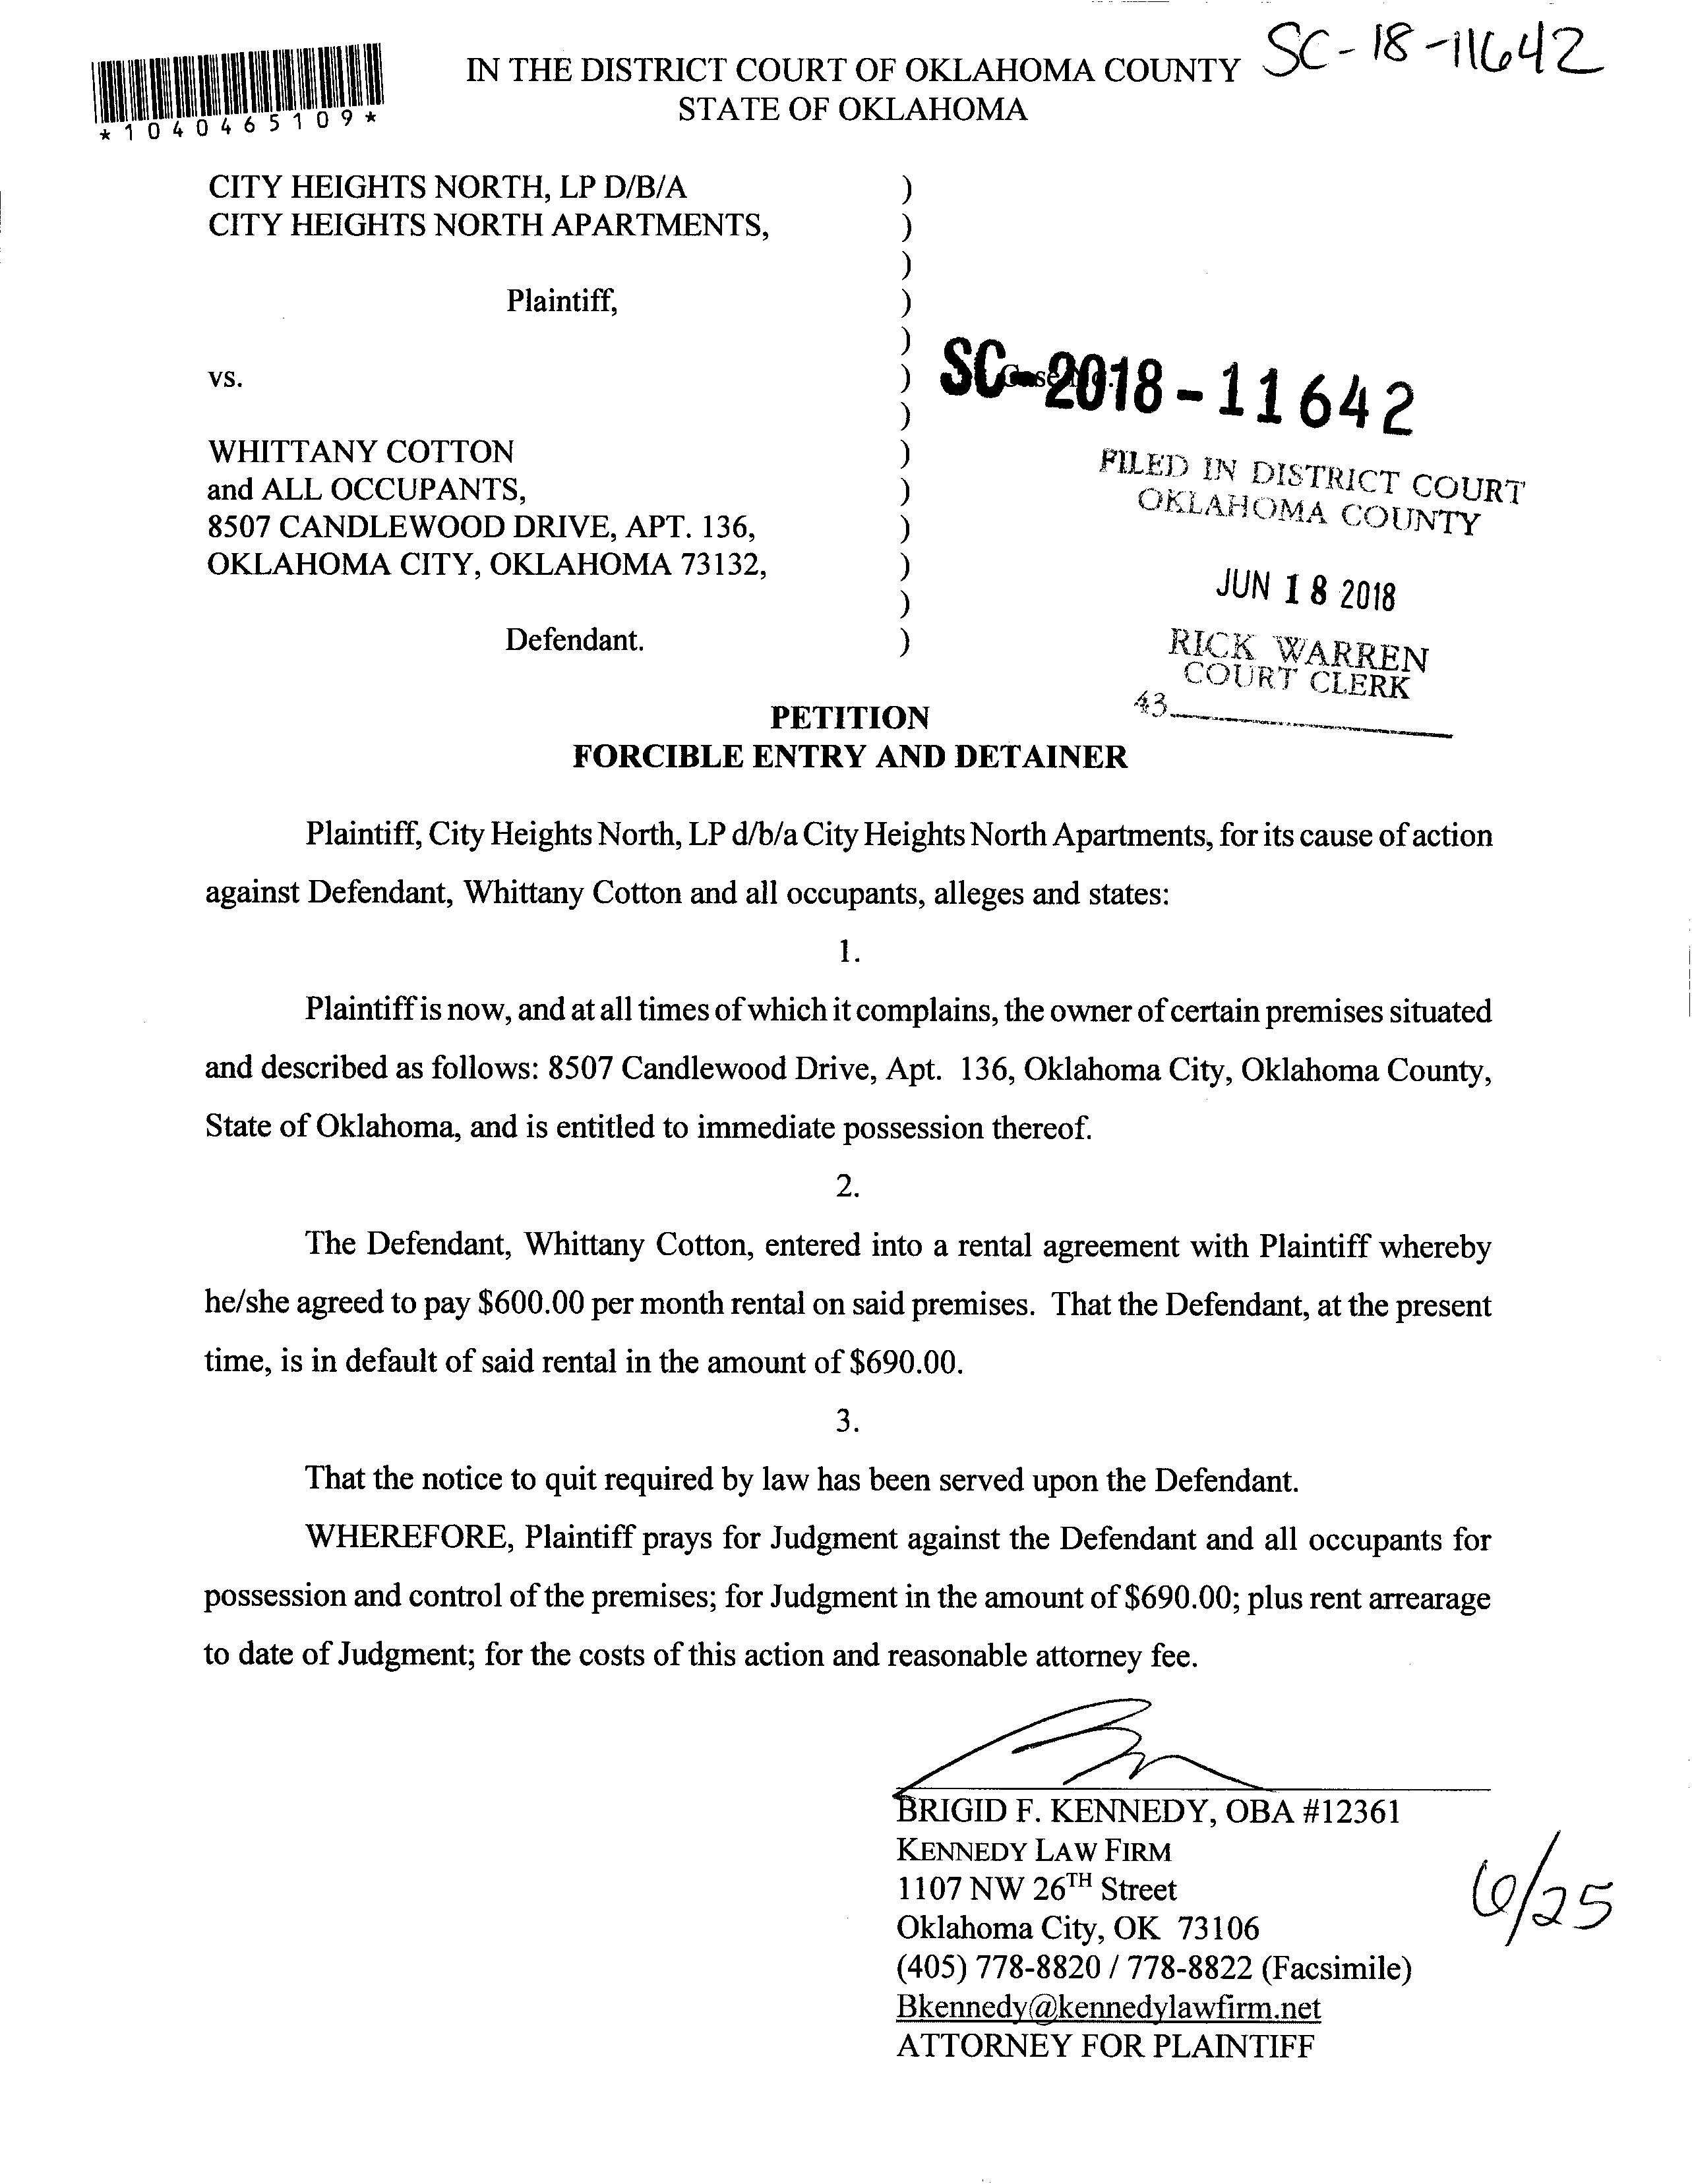 SC-18-11642
IN THE DISTRICT COURT OF OKLAHOMA COUNTY
STATE OF OKLAHOMA
*1040465109*
CITY HEIGHTS NORTH, LP D/B/A )
CITY HEIGHTS NORTH APARTMENTS, )
)
Plaintiff, )
)
vs. ) Case No. SC-2018-11642
)
WHITTANY COTTON )
and ALL OCCUPANTS, )
8507 CANDLEWOOD DRIVE, APT. 136, )
OKLAHOMA CITY, OKLAHOMA 73132, )
)
Defendant. )
FILED IN DISTRICT COURT
OKLAHOMA COUNTY
JUN 18 2018
RICK WARREN
COURT CLERK
43
PETITION
FORCIBLE ENTRY AND DETAINER
Plaintiff, City Heights North, LP d/b/a City Heights North Apartments, for its cause of action
against Defendant, Whittany Cotton and all occupants, alleges and states:
1.
Plaintiff is now, and at all times of which it complains, the owner of certain premises situated
and described as follows: 8507 Candlewood Drive, Apt. 136, Oklahoma City, Oklahoma County,
State of Oklahoma, and is entitled to immediate possession thereof.
2.
The Defendant, Whittany Cotton, entered into a rental agreement with Plaintiff whereby
he/she agreed to pay $600.00 per month rental on said premises. That the Defendant, at the present
time, is in default of said rental in the amount of $690.00.
3.
That the notice to quit required by law has been served upon the Defendant.
WHEREFORE, Plaintiff prays for Judgment against the Defendant and all occupants for
possession and control of the premises; for Judgment in the amount of $690.00; plus rent arrearage
to date of Judgment; for the costs of this action and reasonable attorney fee.
BRIGID F. KENNEDY, OBA #12361
KENNEDY LAW FIRM
1107 NW 26TH Street
Oklahoma City, OK 73106
(405) 778-8820 / 778-8822 (Facsimile)
Bkennedy@kennedylawfirm.net
ATTORNEY FOR PLAINTIFF
6/25